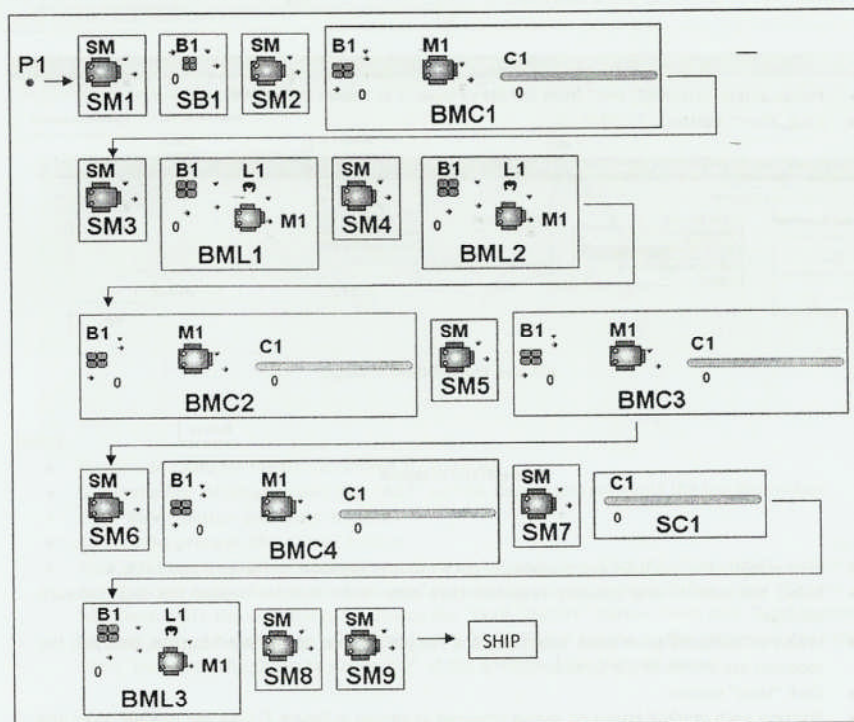 P1
SM
SM1
B1
0
SB1
SM
SM2
B1
0
M1
C1
0
BMC1
SM
SM3
B1
0
L1
M1
BML1
SM
SM4
B1
0
L1
M1
BML2
B1
0
M1
C1
0
BMC2
SM
SM5
B1
0
M1
C1
0
BMC3
SM
SM6
B1
0
M1
C1
0
BMC4
SM
SM7
C1
0
SC1
B1
0
L1
M1
BML3
SM
SM8
SM
SM9
SHIP